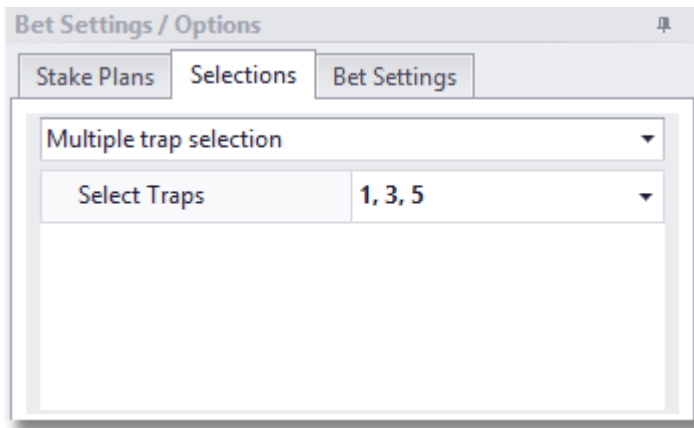 Bet Settings / Options
Stake Plans Selections Bet Settings
Multiple trap selection
Select Traps 1, 3, 5